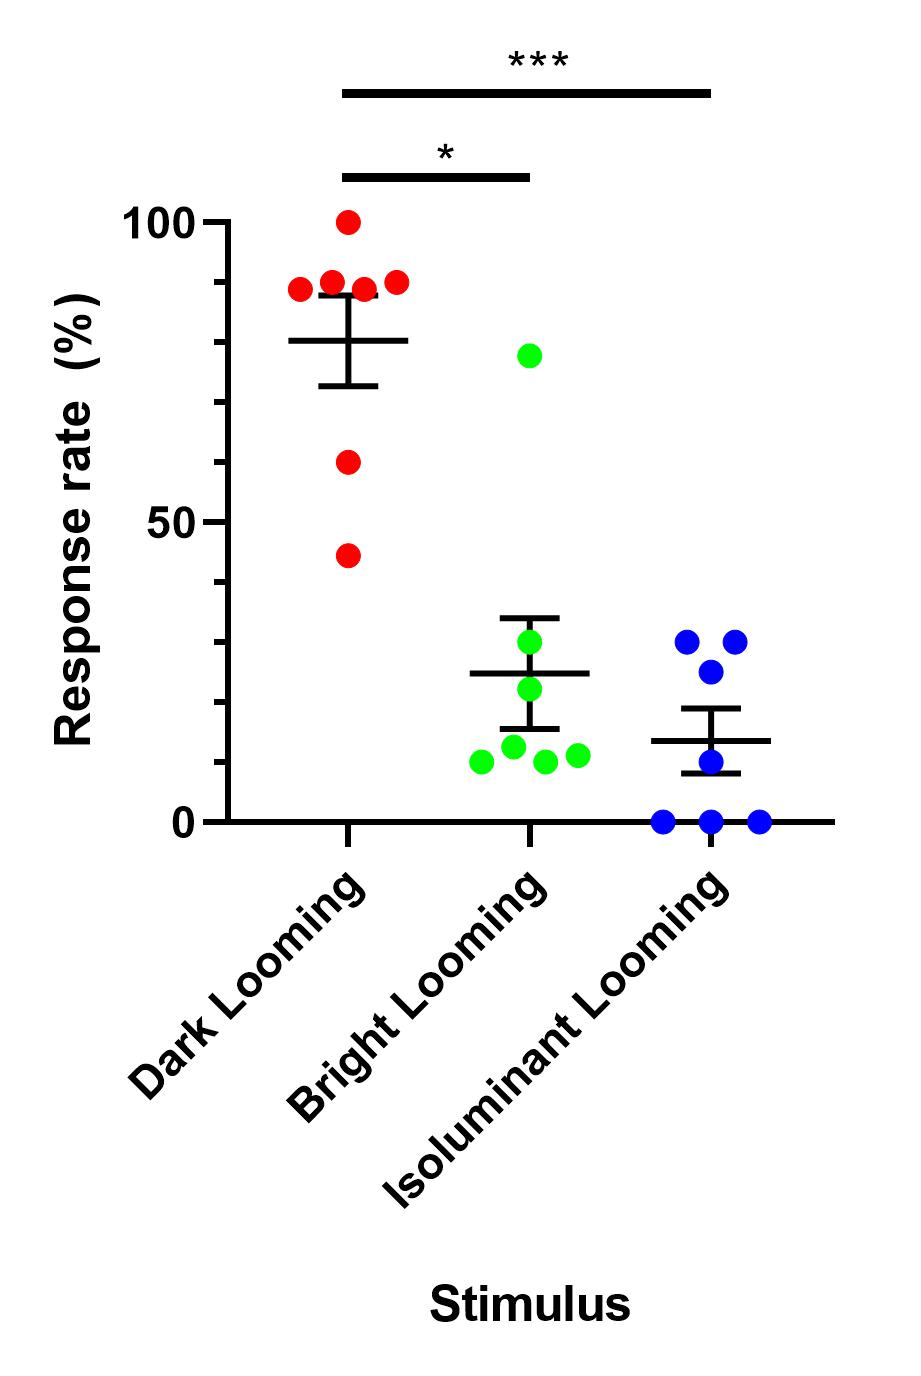 ***
*
100
50
0
Response rate (%)
Dark Looming
Bright Looming
Isoluminant Looming
Stimulus